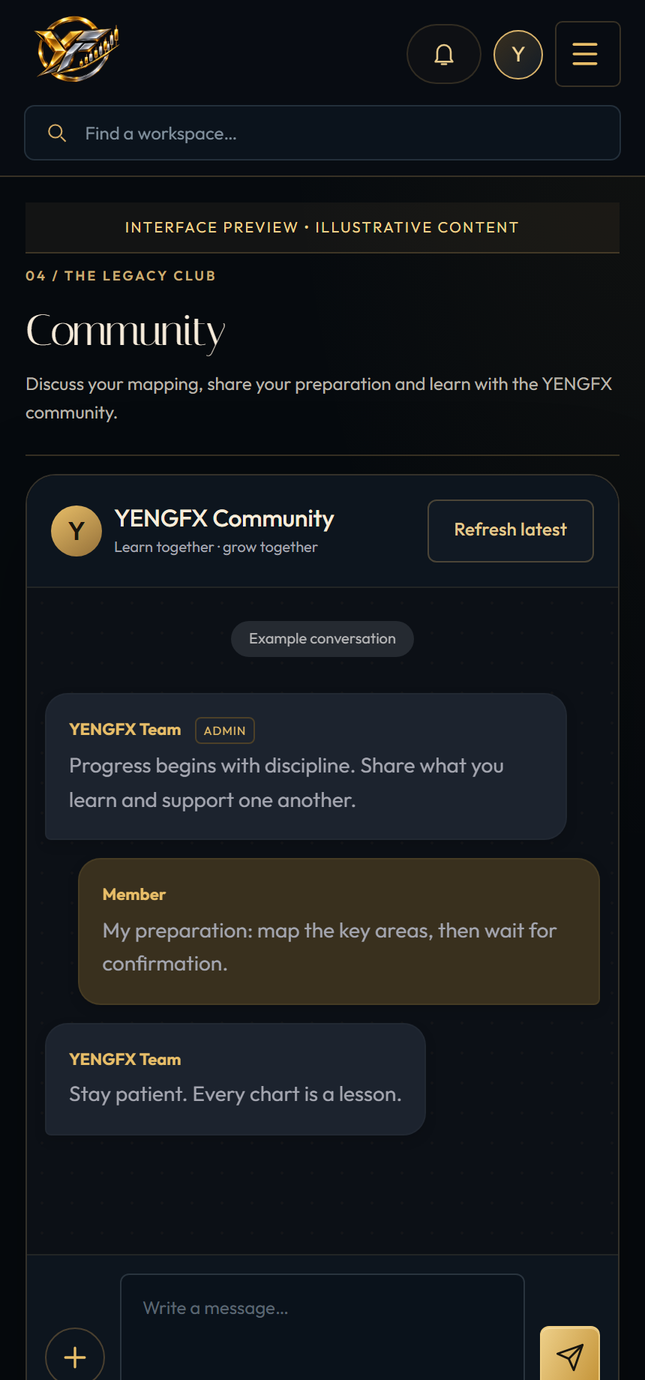 YF
Y
Find a workspace...
INTERFACE PREVIEW • ILLUSTRATIVE CONTENT
04 / THE LEGACY CLUB
Community
Discuss your mapping, share your preparation and learn with the YENGFX
community.
Y
YENGFX Community
Learn together · grow together
Refresh latest
Example conversation
YENGFX Team ADMIN
Progress begins with discipline. Share what you
learn and support one another.
Member
My preparation: map the key areas, then wait for
confirmation.
YENGFX Team
Stay patient. Every chart is a lesson.
Write a message...